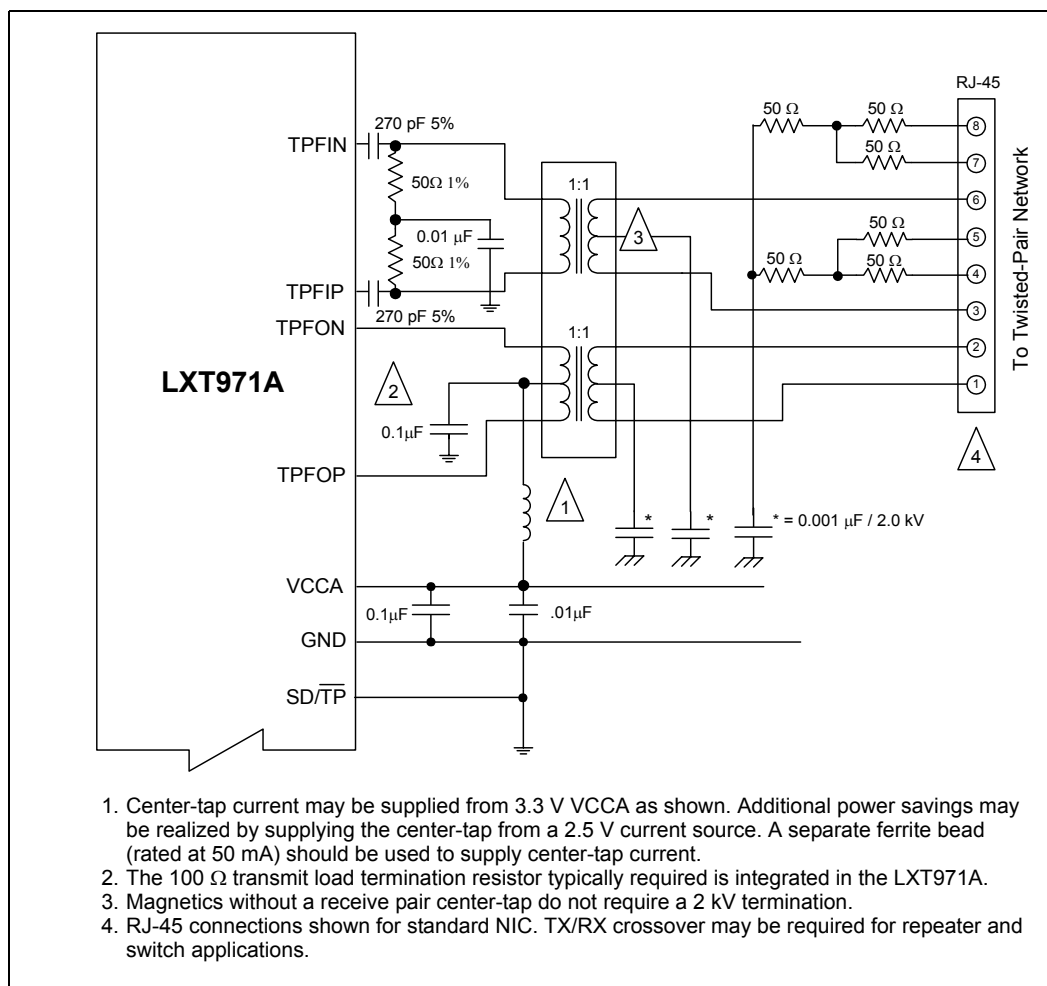 RJ-45
50 Ω
50 Ω
8
270 pF 5%
TPFIN
50 Ω
7
50Ω 1%
1:1
6
3
50 Ω
5
0.01 μF
50 Ω
50 Ω
4
50Ω 1%
TPFIP
3
270 pF 5%
TPFON
1:1
2
LXT971A
2
1
To Twisted-Pair Network
0.1μF
4
TPFOP
1
*
*
* = 0.001 μF / 2.0 kV
VCCA
0.1μF
.01μF
GND
SD/T̅P̅
1. Center-tap current may be supplied from 3.3 V VCCA as shown. Additional power savings may
be realized by supplying the center-tap from a 2.5 V current source. A separate ferrite bead
(rated at 50 mA) should be used to supply center-tap current.
2. The 100 Ω transmit load termination resistor typically required is integrated in the LXT971A.
3. Magnetics without a receive pair center-tap do not require a 2 kV termination.
4. RJ-45 connections shown for standard NIC. TX/RX crossover may be required for repeater and
switch applications.